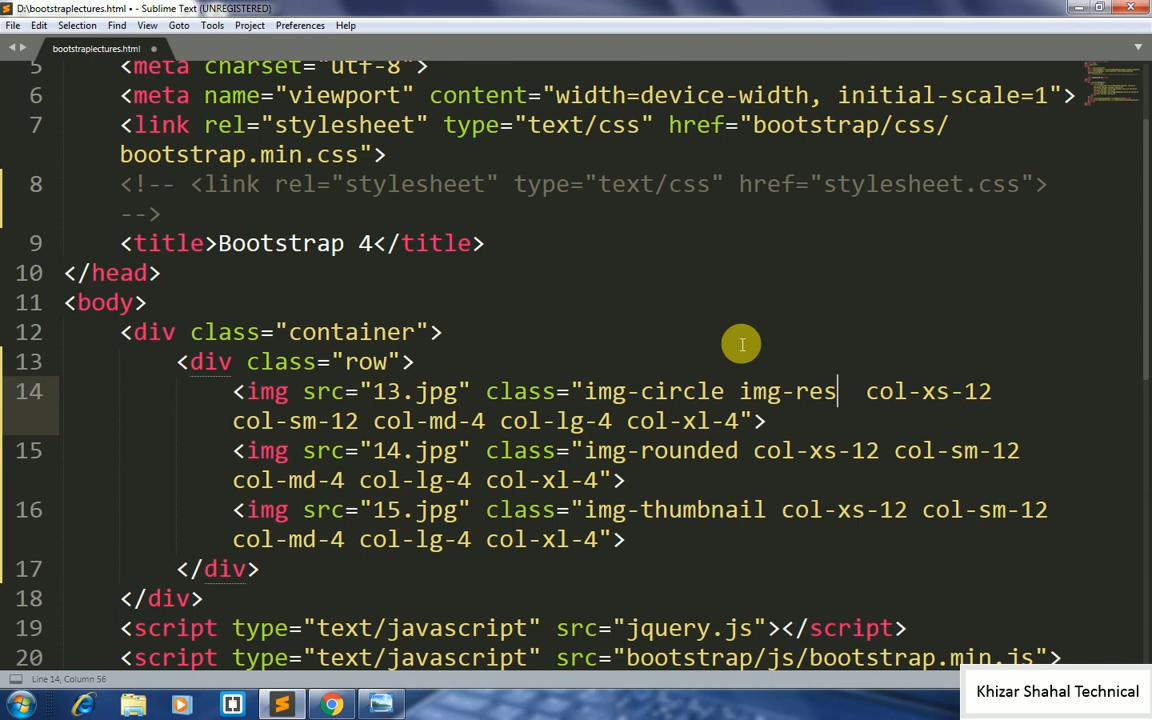 D:\bootstraplectures.html • - Sublime Text (UNREGISTERED)
File Edit Selection Find View Goto Tools Project Preferences Help
bootstraplectures.html
5 <meta charset="utf-8">
6 <meta name="viewport" content="width=device-width, initial-scale=1">
7 <link rel="stylesheet" type="text/css" href="bootstrap/css/
bootstrap.min.css">
8 <!-- <link rel="stylesheet" type="text/css" href="stylesheet.css">
-->
9 <title>Bootstrap 4</title>
10 </head>
11 <body>
12 <div class="container">
13 <div class="row">
14 <img src="13.jpg" class="img-circle img-res  col-xs-12
col-sm-12 col-md-4 col-lg-4 col-xl-4">
15 <img src="14.jpg" class="img-rounded col-xs-12 col-sm-12
col-md-4 col-lg-4 col-xl-4">
16 <img src="15.jpg" class="img-thumbnail col-xs-12 col-sm-12
col-md-4 col-lg-4 col-xl-4">
17 </div>
18 </div>
19 <script type="text/javascript" src="jquery.js"></script>
20 <script type="text/javascript" src="bootstrap/js/bootstrap.min.js">
Line 14, Column 56
Khizar Shahal Technical